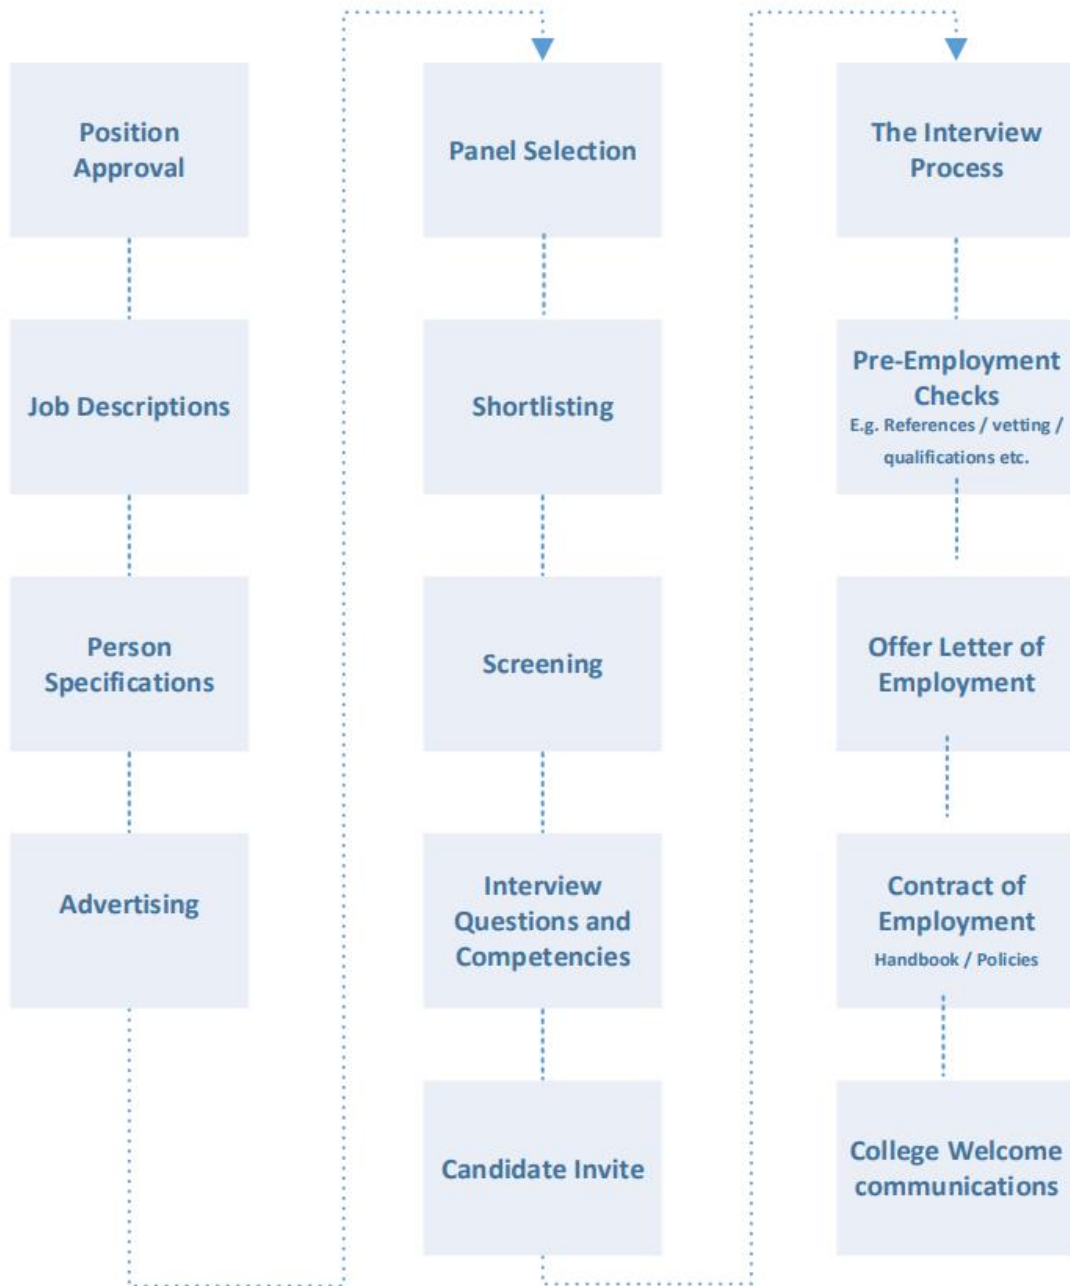 Position
Approval
Job Descriptions
Person
Specifications
Advertising
Panel Selection
Shortlisting
Screening
Interview
Questions and
Competencies
Candidate Invite
The Interview
Process
Pre-Employment
Checks
E.g. References / vetting /
qualifications etc.
Offer Letter of
Employment
Contract of
Employment
Handbook / Policies
College Welcome
communications